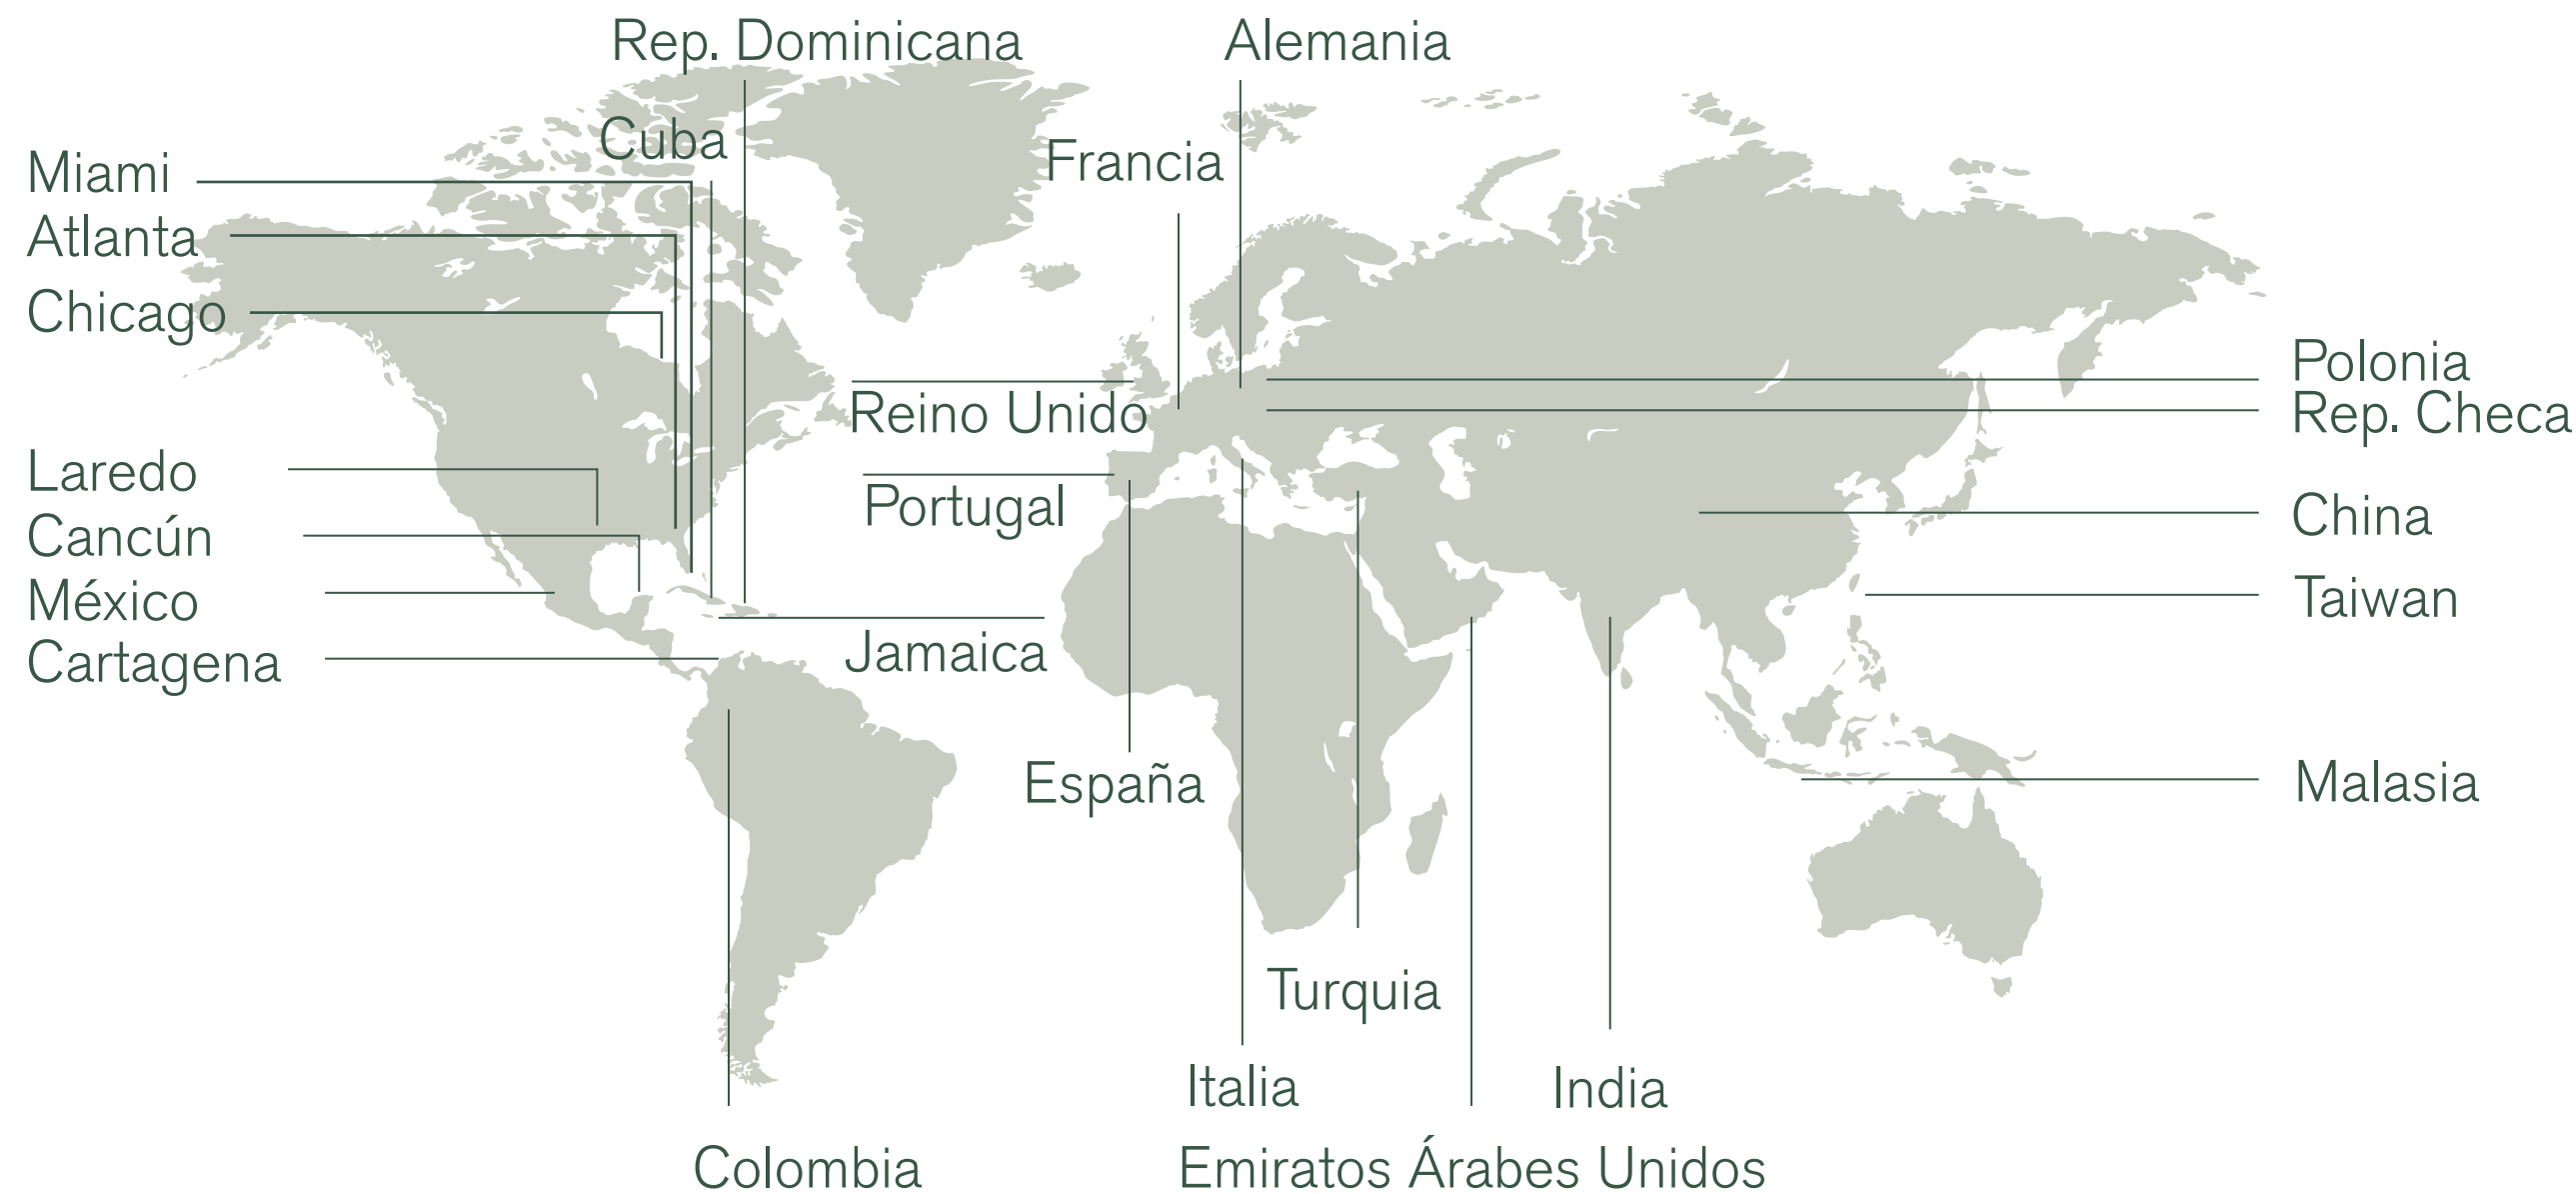 Rep. Dominicana
Alemania
Cuba
Francia
Miami
Atlanta
Chicago
Polonia
Reino Unido
Rep. Checa
Laredo
Portugal
China
Cancún
México
Taiwan
Jamaica
Cartagena
España
Malasia
Turquia
Italia
India
Colombia
Emiratos Árabes Unidos